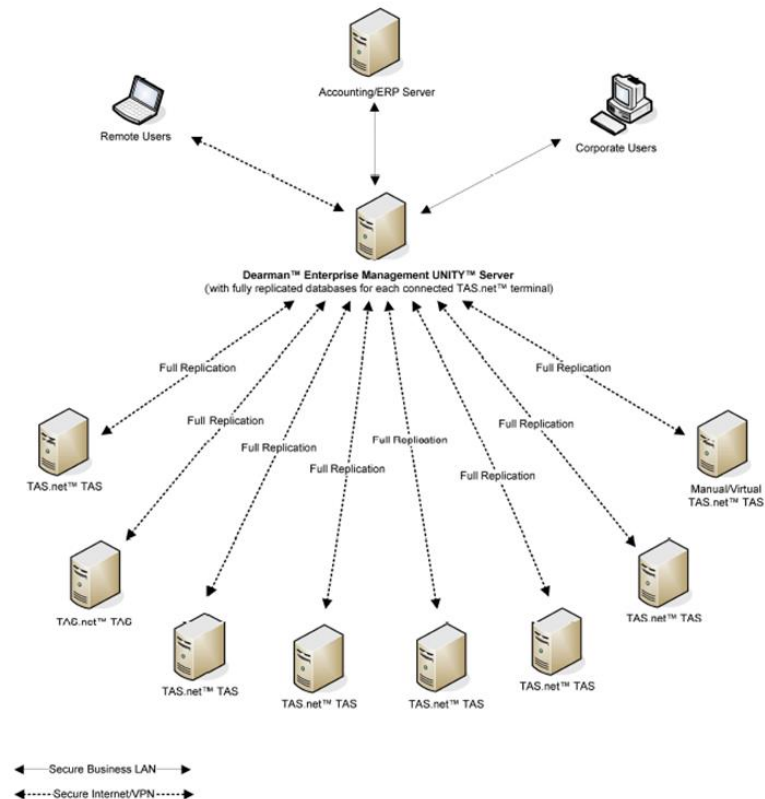 Accounting/ERP Server
Remote Users
Corporate Users
Dearman™ Enterprise Management UNITY™ Server
(with fully replicated databases for each connected TAS.net™ terminal)
Full Replication
Full Replication
Full Replication
Full Replication
Full Replication
Full Replication
Full Replication
Full Replication
TAS.net™ TAS
Manual/Virtual
TAS.net™ TAS
TAS.net™ TAS
TAS.net™ TAS
TAS.net™ TAS
TAS.net™ TAS
TAS.net™ TAS
TAS.net™ TAS
Secure Business LAN
Secure Internet/VPN